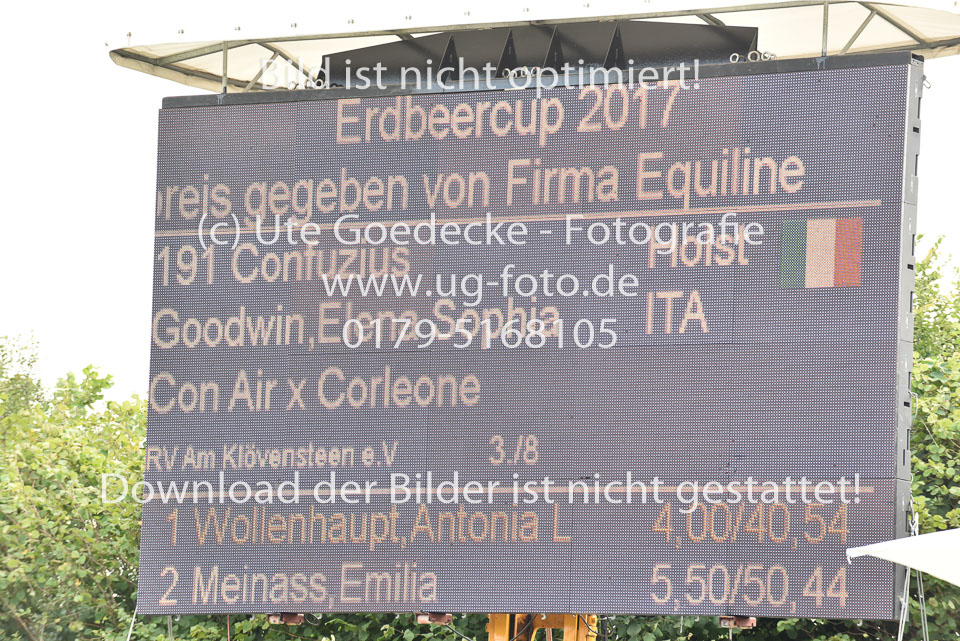 Bild ist nicht optimiert!
Erdbeercup 2017
preis gegeben von Firma Equiline
(c) Ute Goedecke - Fotografie
191 Confuzius Holst
www.ug-foto.de
Goodwin,Elena Sophia ITA
0179-5168105
Con Air x Corleone
RV Am Klövensteen e.V 3./8
Download der Bilder ist nicht gestattet!
1 Wollenhaupt,Antonia L 4,00/40,54
2 Meinass,Emilia 5,50/50,44